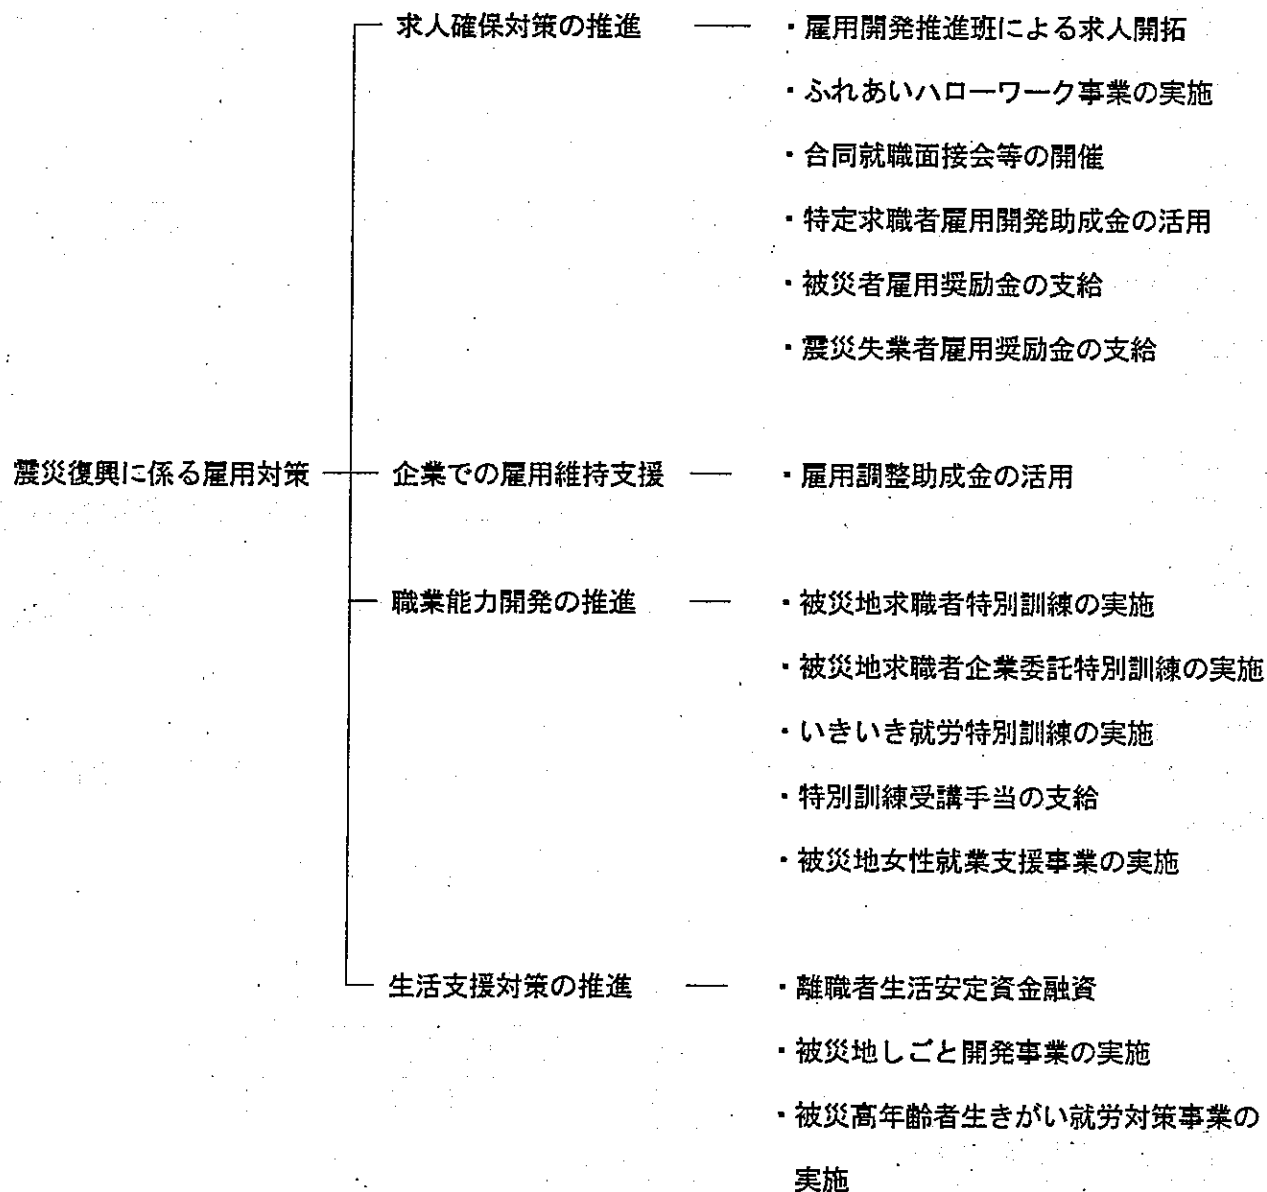 求人確保対策の推進
・雇用開発推進班による求人開拓
・ふれあいハローワーク事業の実施
・合同就職面接会等の開催
・特定求職者雇用開発助成金の活用
・被災者雇用奨励金の支給
・震災失業者雇用奨励金の支給
震災復興に係る雇用対策
企業での雇用維持支援
・雇用調整助成金の活用
職業能力開発の推進
・被災地求職者特別訓練の実施
・被災地求職者企業委託特別訓練の実施
・いきいき就労特別訓練の実施
・特別訓練受講手当の支給
・被災地女性就業支援事業の実施
生活支援対策の推進
・離職者生活安定資金融資
・被災地しごと開発事業の実施
・被災高年齢者生きがい就労対策事業の
実施